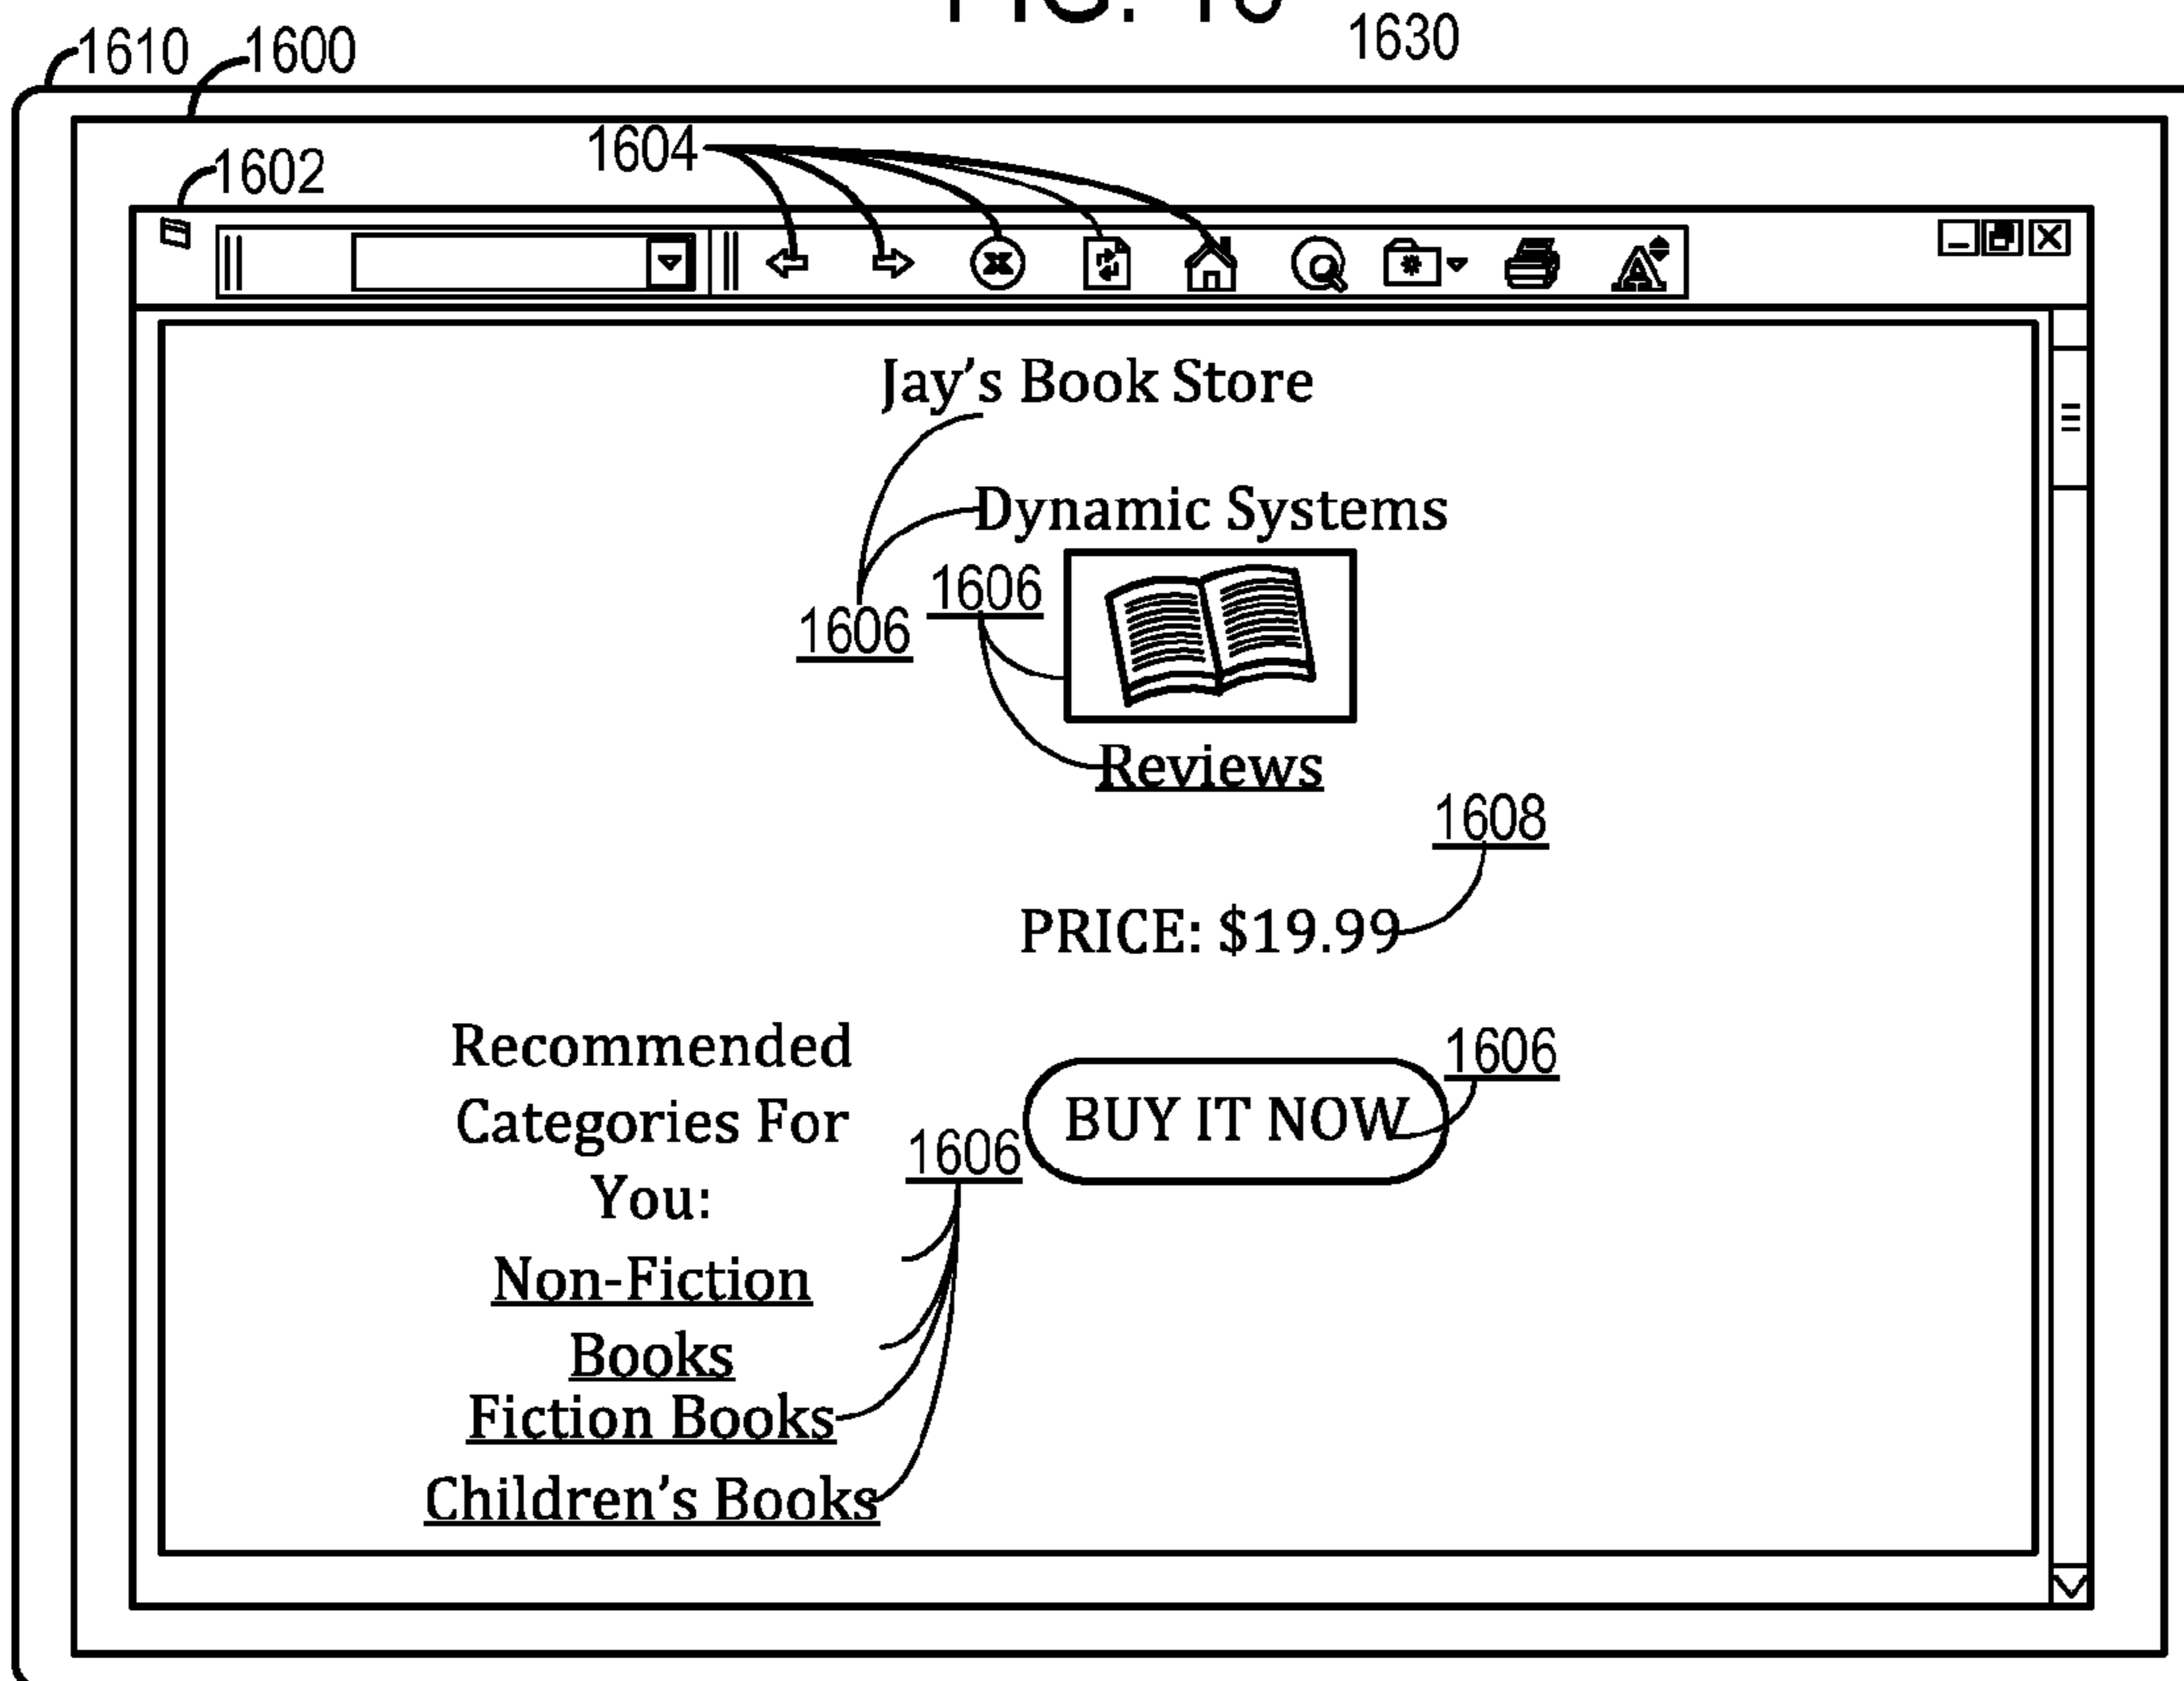 1630
1610
1600
1604
1602
Jay's Book Store
Dynamic Systems
1606
1606
Reviews
1608
PRICE: $19.99
Recommended
Categories For
You:
1606
BUY IT NOW
1606
Non-Fiction
Books
Fiction Books
Children's Books